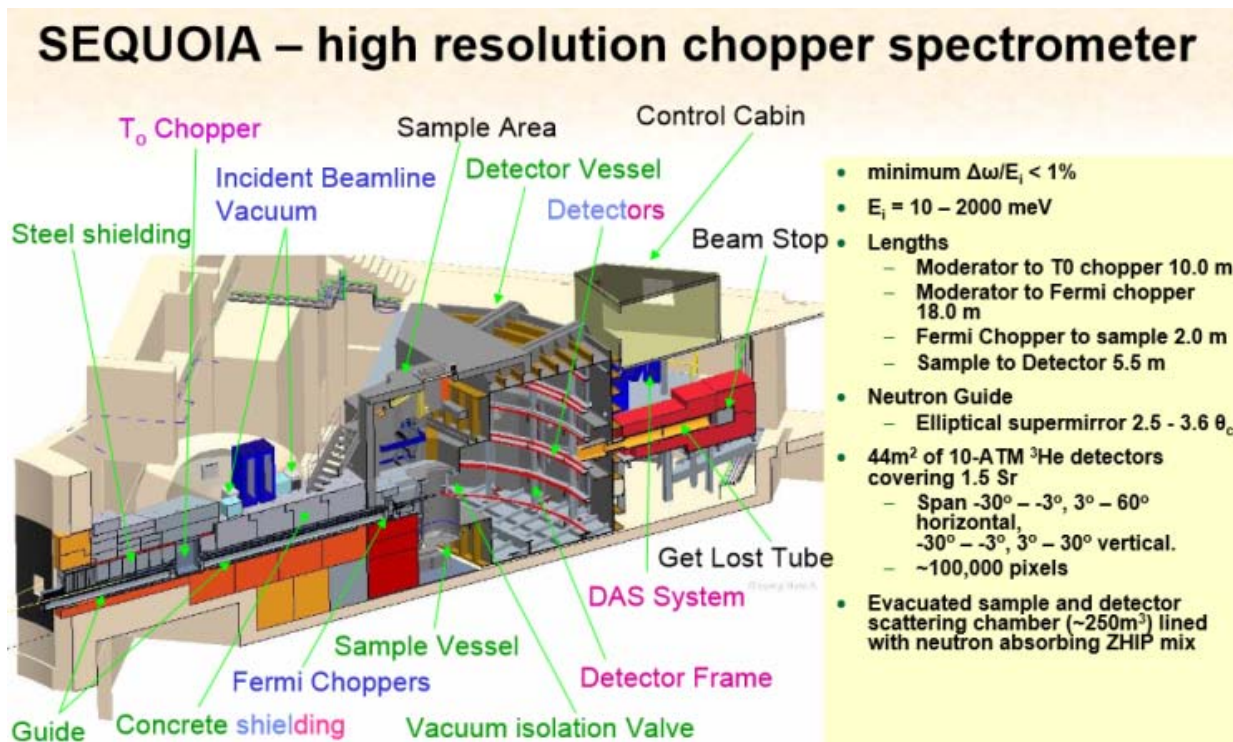 SEQUOIA – high resolution chopper spectrometer
Control Cabin
T₀ Chopper
Sample Area
Detector Vessel
Incident Beamline
Vacuum
Detectors
Steel shielding
Beam Stop
Get Lost Tube
DAS System
Sample Vessel
Fermi Choppers
Detector Frame
Guide
Concrete shielding
Vacuum isolation Valve
• minimum Δω/Eᵢ < 1%
• Eᵢ = 10 – 2000 meV
• Lengths
– Moderator to T0 chopper 10.0 m
– Moderator to Fermi chopper
18.0 m
– Fermi Chopper to sample 2.0 m
– Sample to Detector 5.5 m
• Neutron Guide
– Elliptical supermirror 2.5 - 3.6 θc
• 44m² of 10-ATM ³He detectors
covering 1.5 Sr
– Span -30° – -3°, 3° – 60°
horizontal,
-30° – -3°, 3° – 30° vertical.
– ~100,000 pixels
• Evacuated sample and detector
scattering chamber (~250m³) lined
with neutron absorbing ZHIP mix